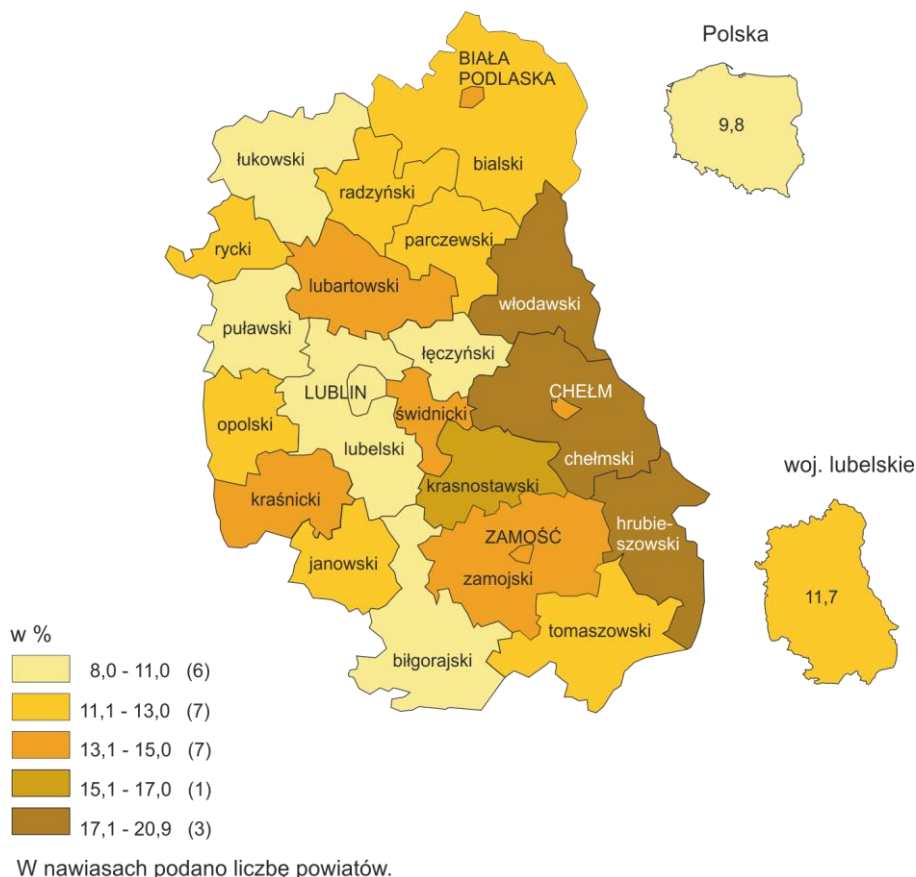 Polska
9,8
BIAŁA
PODLASKA
łukowski
bialski
radzyński
rycki
parczewski
lubartowski
włodawski
puławski
łęczyński
LUBLIN
CHEŁM
świdnicki
opolski
lubelski
chełmski
woj. lubelskie
krasnostawski
kraśnicki
hrubie-
szowski
ZAMOŚĆ
janowski
zamojski
11,7
tomaszowski
biłgorajski
w %
8,0 - 11,0 (6)
11,1 - 13,0 (7)
13,1 - 15,0 (7)
15,1 - 17,0 (1)
17,1 - 20,9 (3)
W nawiasach podano liczbę powiatów.